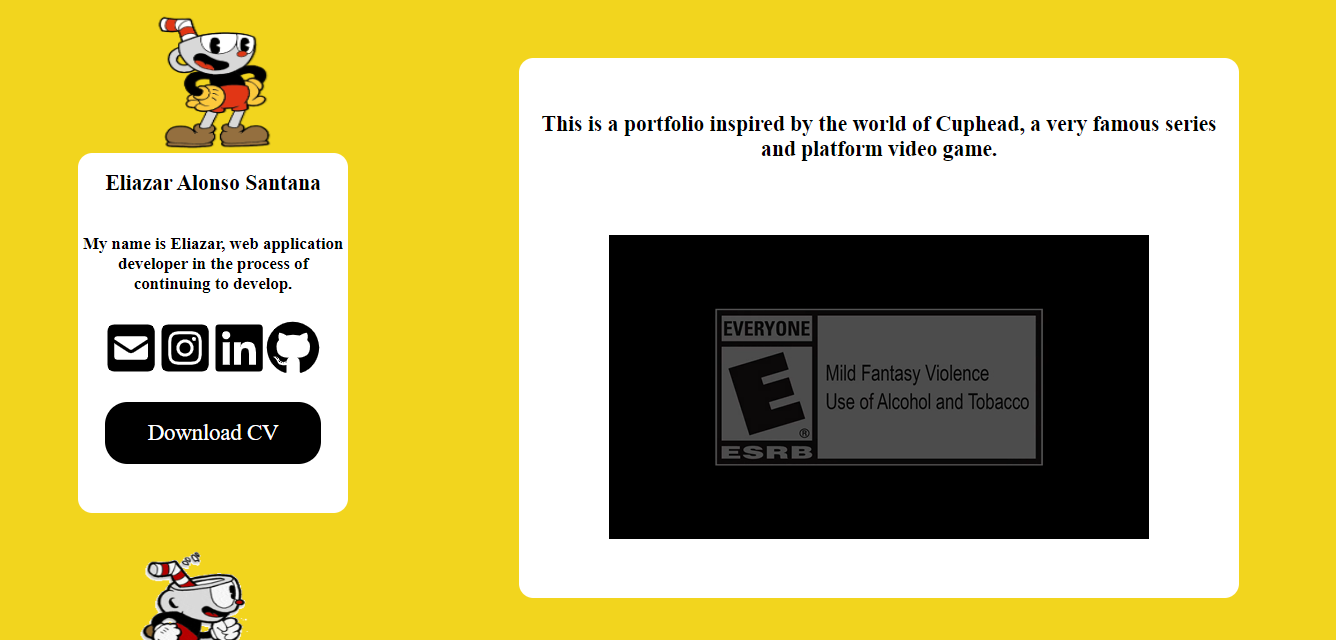 Eliazar Alonso Santana
My name is Eliazar, web application
developer in the process of
continuing to develop.
in
Download CV
This is a portfolio inspired by the world of Cuphead, a very famous series
and platform video game.
EVERYONE
E
®
ESRB
Mild Fantasy Violence
Use of Alcohol and Tobacco